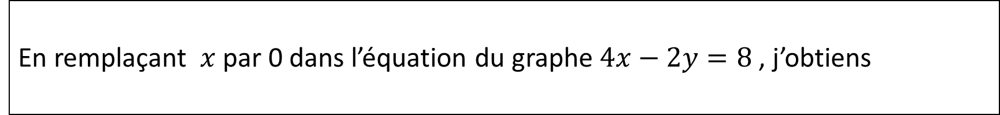 En remplaçant x par 0 dans l’équation du graphe 4x − 2y = 8 , j’obtiens